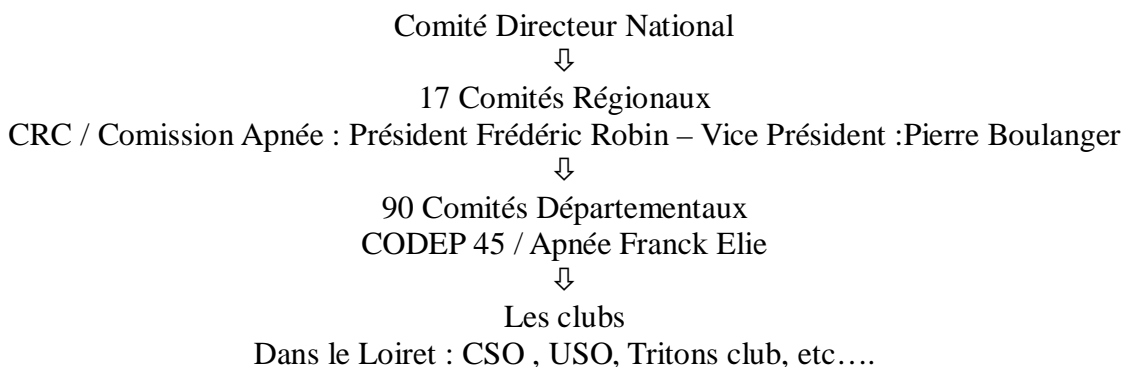 Comité Directeur National
⇩
17 Comités Régionaux
CRC / Comission Apnée : Président Frédéric Robin – Vice Président :Pierre Boulanger
⇩
90 Comités Départementaux
CODEP 45 / Apnée Franck Elie
⇩
Les clubs
Dans le Loiret : CSO , USO, Tritons club, etc….